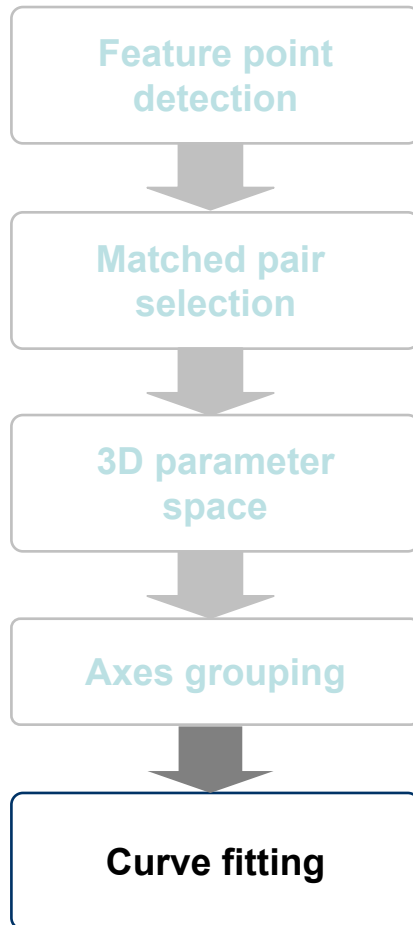 Feature point
detection
Matched pair
selection
3D parameter
space
Axes grouping
Curve fitting